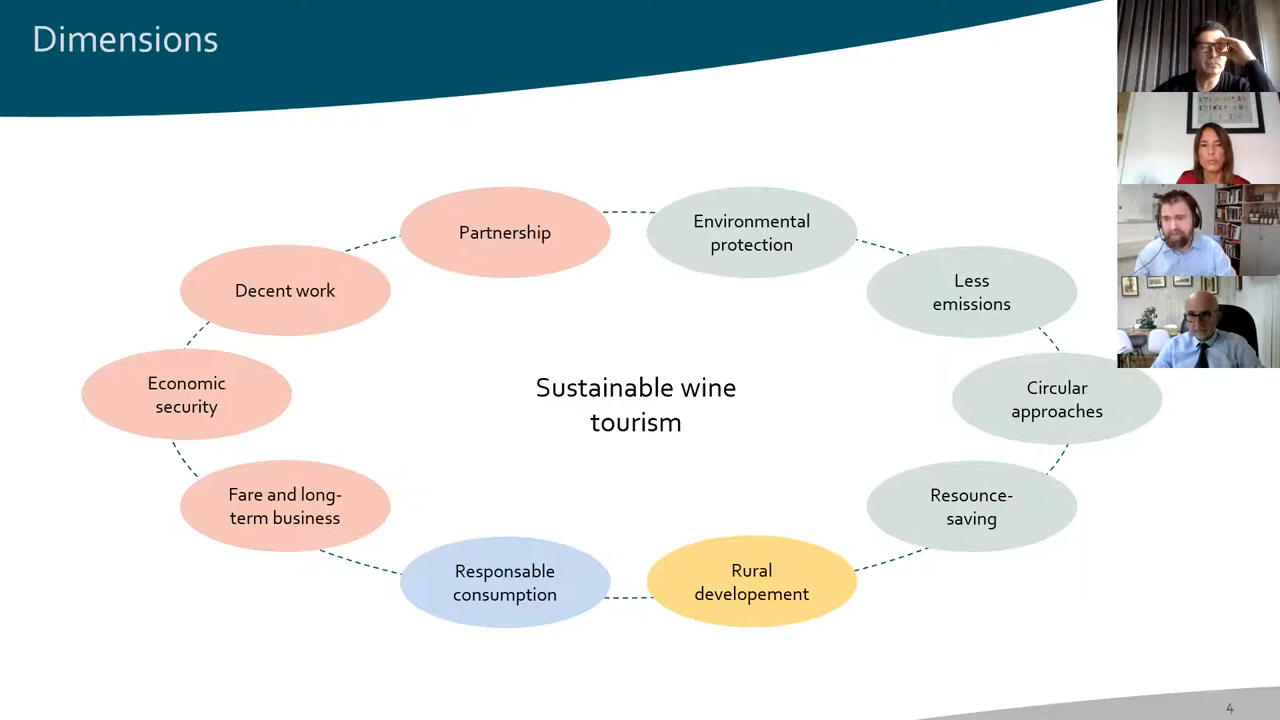 Dimensions
Partnership
Environmental
protection
Decent work
Less
emissions
Economic
security
Sustainable wine
tourism
Circular
approaches
Fare and long-
term business
Resounce-
saving
Responsable
consumption
Rural
developement
4